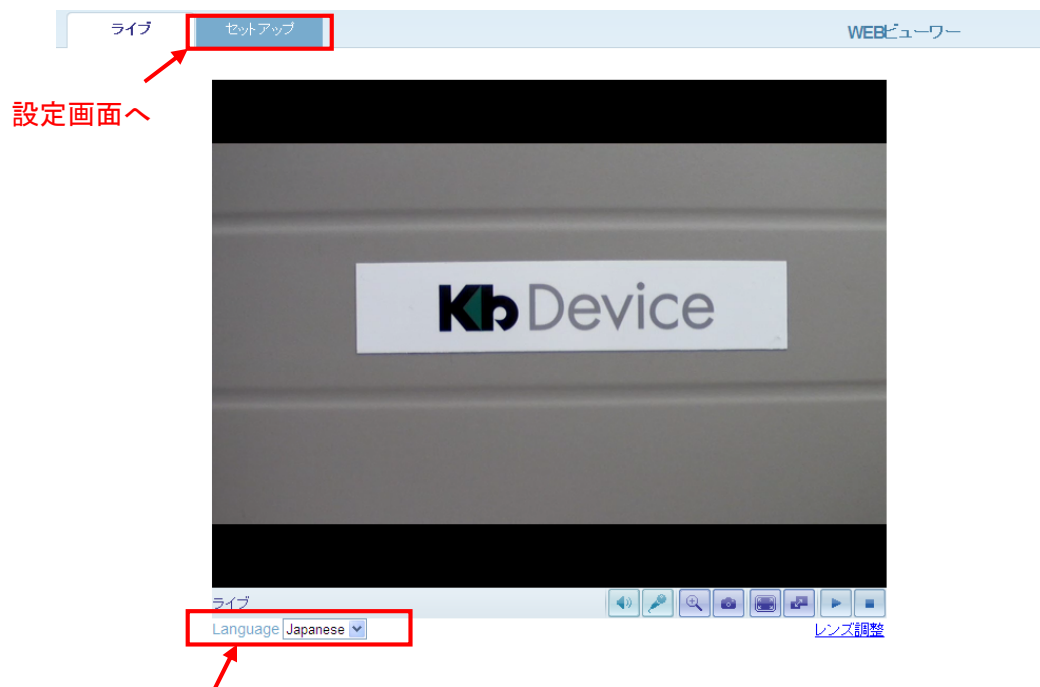 ライブ
セットアップ
WEBビューワー
設定画面へ
Kb Device
ライブ
Language Japanese
レンズ調整